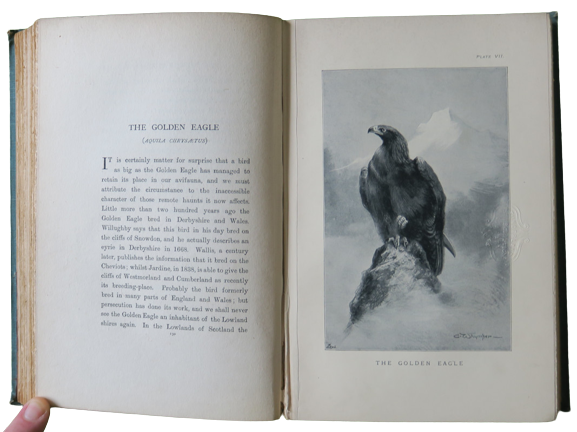 THE GOLDEN EAGLE
(AQUILA CHRYSÆTUS)
IT is certainly matter for surprise that a bird
as big as the Golden Eagle has managed to
retain its place in our avifauna, and we must
attribute the circumstance to the inaccessible
character of those remote haunts it now affects.
Little more than two hundred years ago the
Golden Eagle bred in Derbyshire and Wales.
Willughby says that this bird in his day bred on
the cliffs of Snowdon, and he actually describes an
eyrie in Derbyshire in 1668. Wallis, a century
later, publishes the information that it bred on the
Cheviots; whilst Jardine, in 1838, is able to give the
cliffs of Westmorland and Cumberland as recently
its breeding-place. Probably the bird formerly
bred in many parts of England and Wales; but
persecution has done its work, and we shall never
see the Golden Eagle an inhabitant of the Lowland
shires again. In the Lowlands of Scotland the
PLATE VII
THE GOLDEN EAGLE